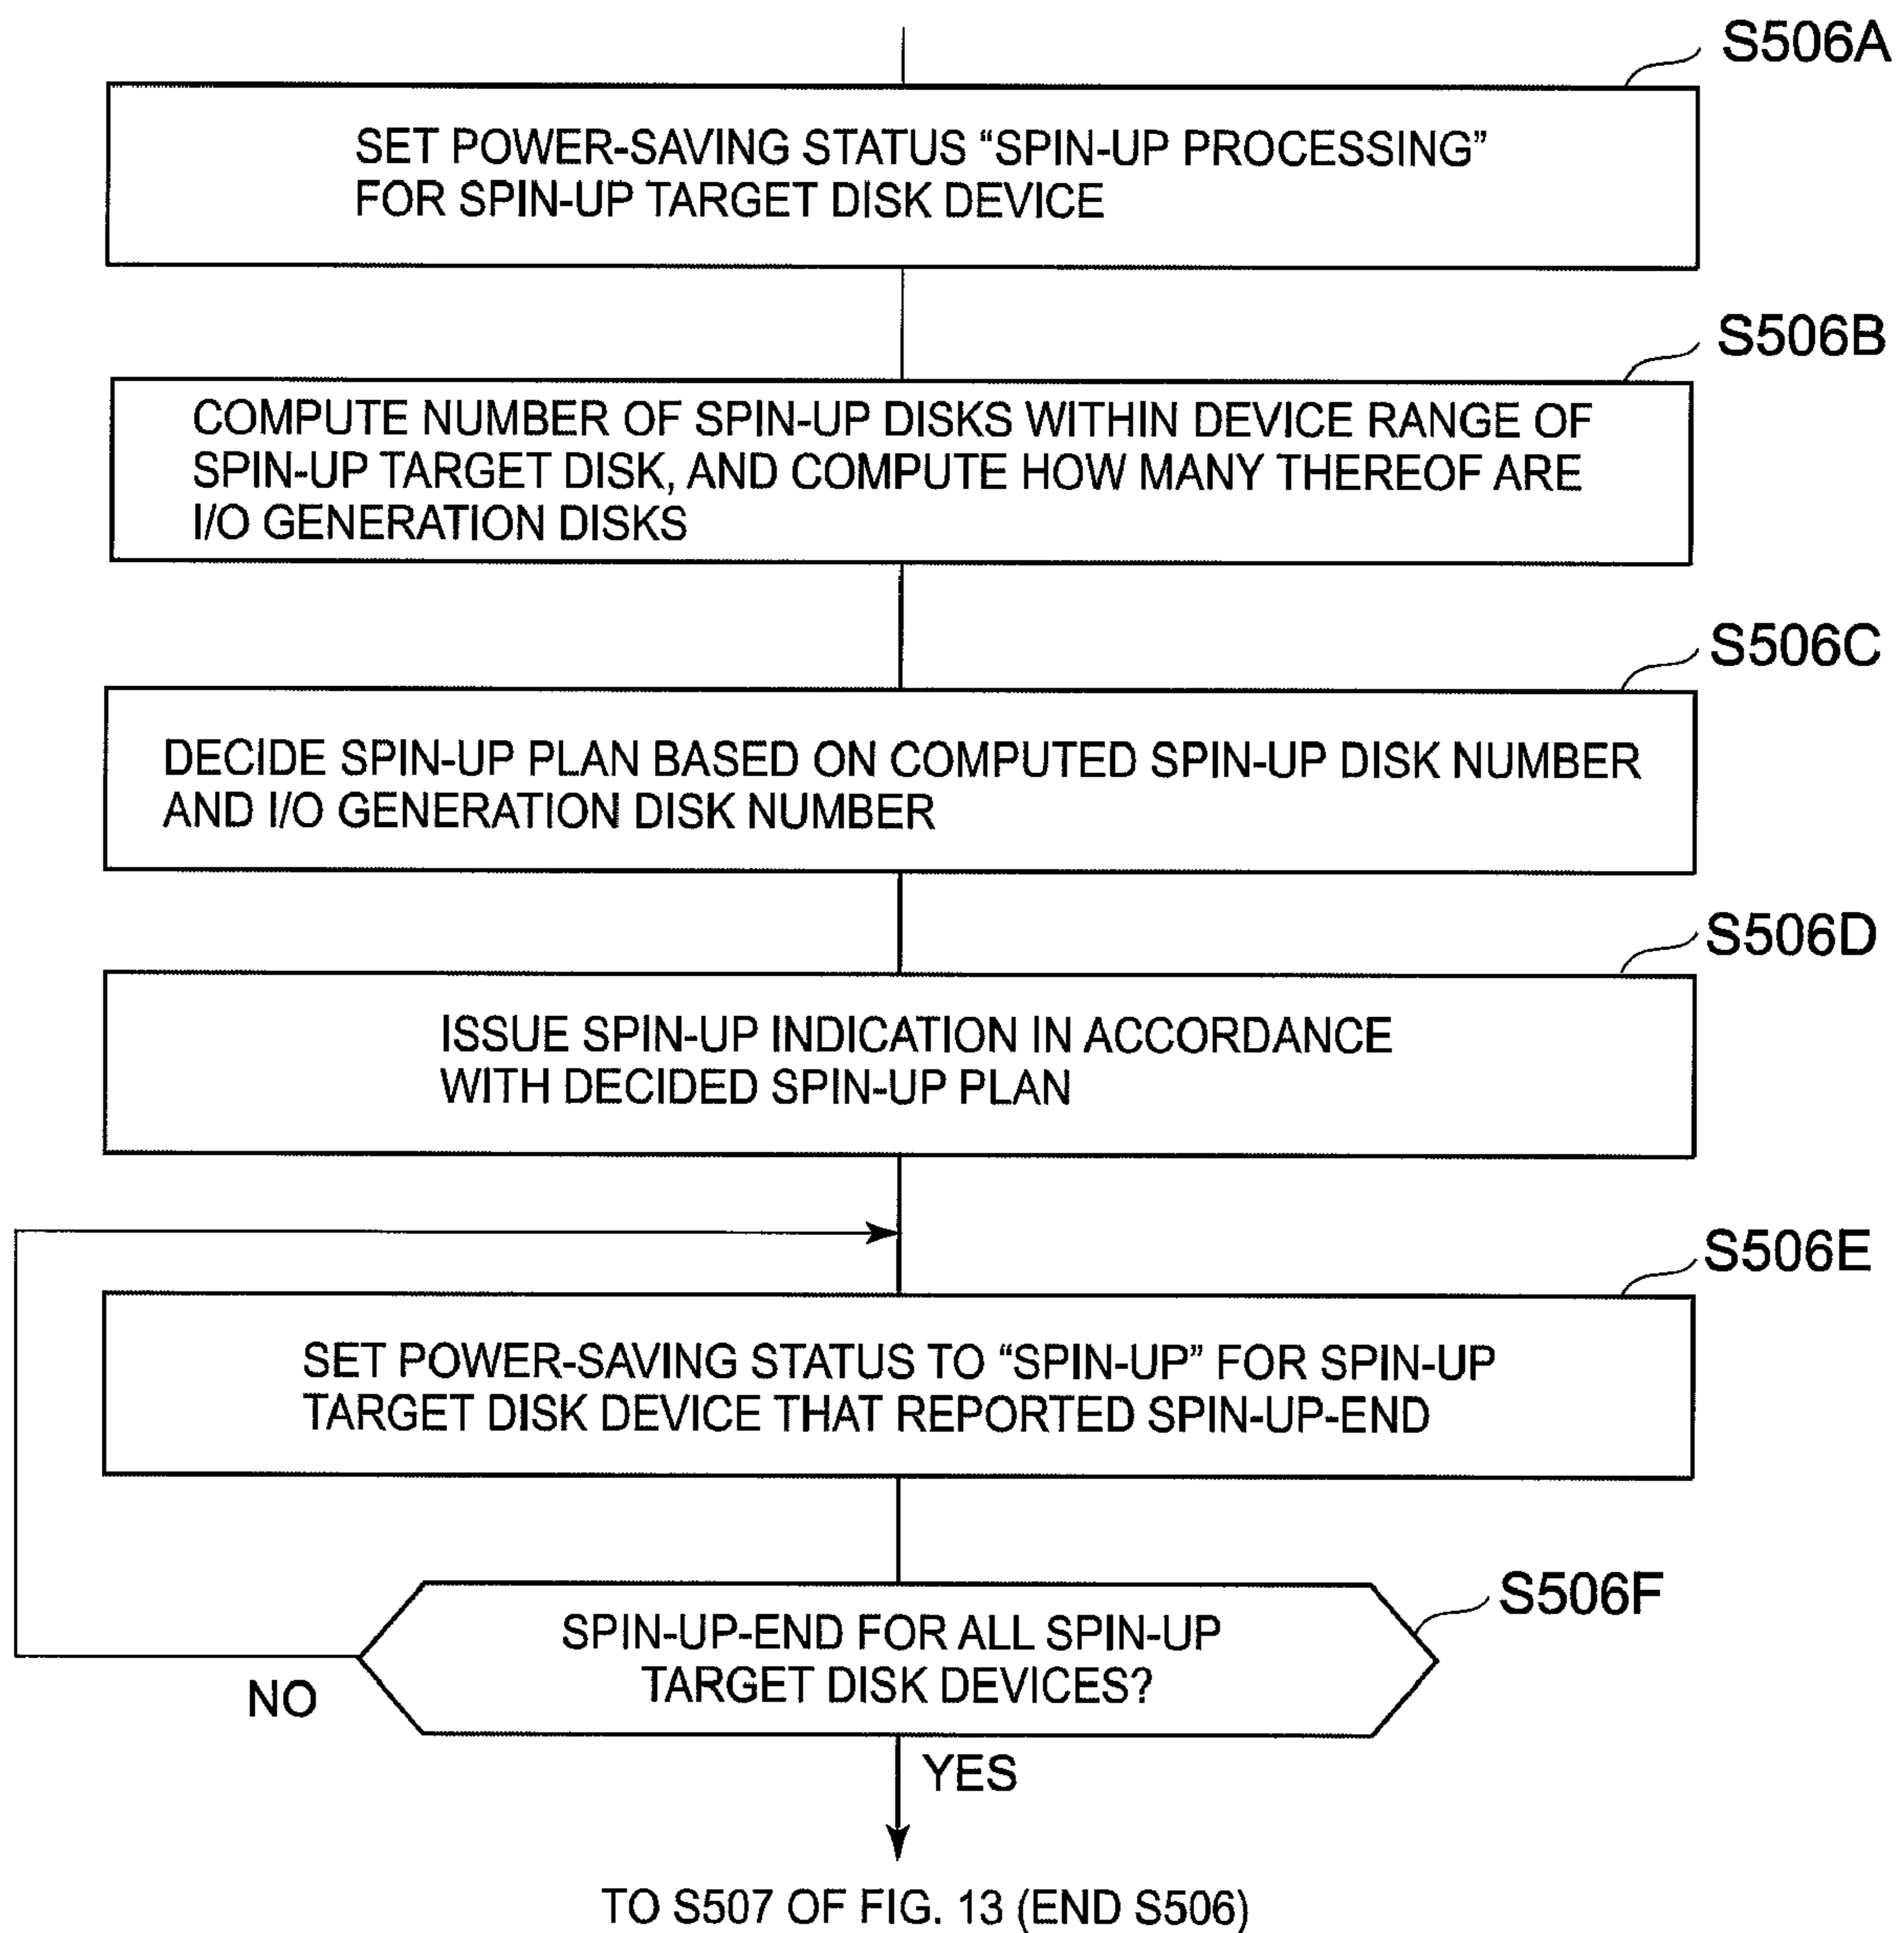 S506A
SET POWER-SAVING STATUS “SPIN-UP PROCESSING”
FOR SPIN-UP TARGET DISK DEVICE
S506B
COMPUTE NUMBER OF SPIN-UP DISKS WITHIN DEVICE RANGE OF
SPIN-UP TARGET DISK, AND COMPUTE HOW MANY THEREOF ARE
I/O GENERATION DISKS
S506C
DECIDE SPIN-UP PLAN BASED ON COMPUTED SPIN-UP DISK NUMBER
AND I/O GENERATION DISK NUMBER
S506D
ISSUE SPIN-UP INDICATION IN ACCORDANCE
WITH DECIDED SPIN-UP PLAN
S506E
SET POWER-SAVING STATUS TO “SPIN-UP” FOR SPIN-UP
TARGET DISK DEVICE THAT REPORTED SPIN-UP-END
S506F
SPIN-UP-END FOR ALL SPIN-UP
TARGET DISK DEVICES?
NO
YES
TO S507 OF FIG. 13 (END S506)